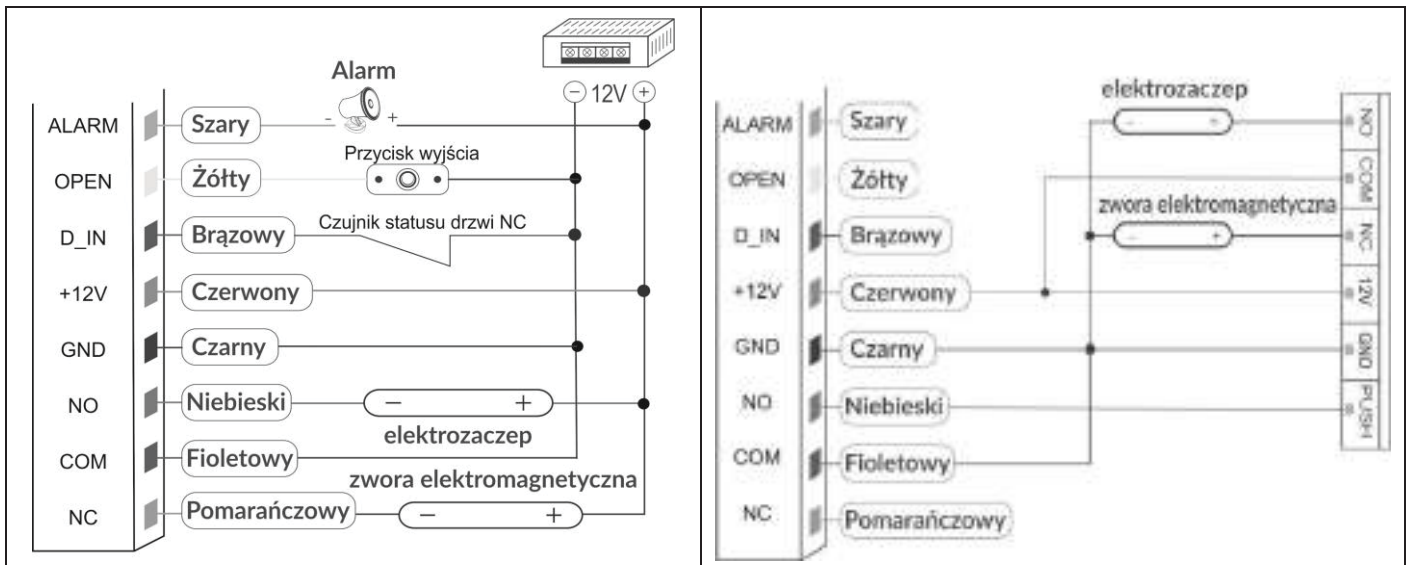 Alarm
− 12V +
ALARM Szary - +
Przycisk wyjścia
OPEN Żółty
Czujnik statusu drzwi NC
D_IN Brązowy
+12V Czerwony
GND Czarny
NO Niebieski − +
elektrozaczep
COM Fioletowy
zwora elektromagnetyczna
NC Pomarańczowy − +
elektrozaczep
ALARM Szary - + NO
OPEN Żółty COM
zwora elektromagnetyczna
D_IN Brązowy - + NC
+12V Czerwony 12V
GND Czarny GND
NO Niebieski PUSH
COM Fioletowy
NC Pomarańczowy